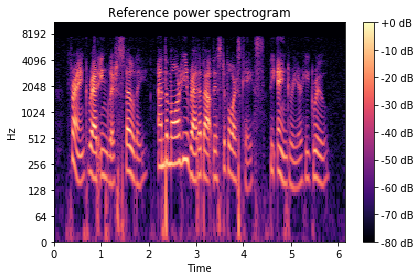 Reference power spectrogram
+0 dB
8192
-10 dB
4096
-20 dB
2048
-30 dB
1024
Hz
512
-40 dB
256
-50 dB
128
-60 dB
64
-70 dB
0
-80 dB
0 1 2 3 4 5 6
Time